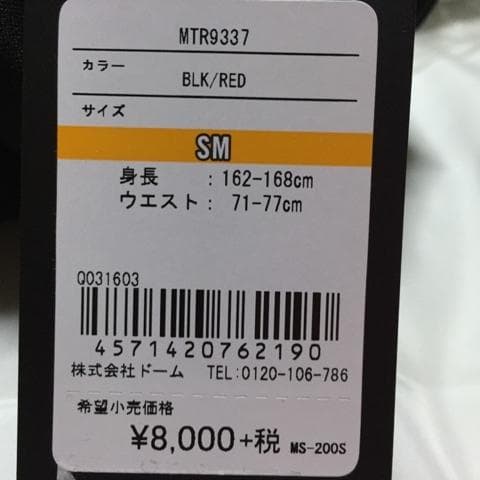 MTR9337
カラー
BLK/RED
サイズ
SM
身長 :162-168cm
ウエスト: 71-77cm
Q031603
4571420762190
株式会社ドーム TEL:0120-106-786
希望小売価格
¥8,000+税 MS-200S